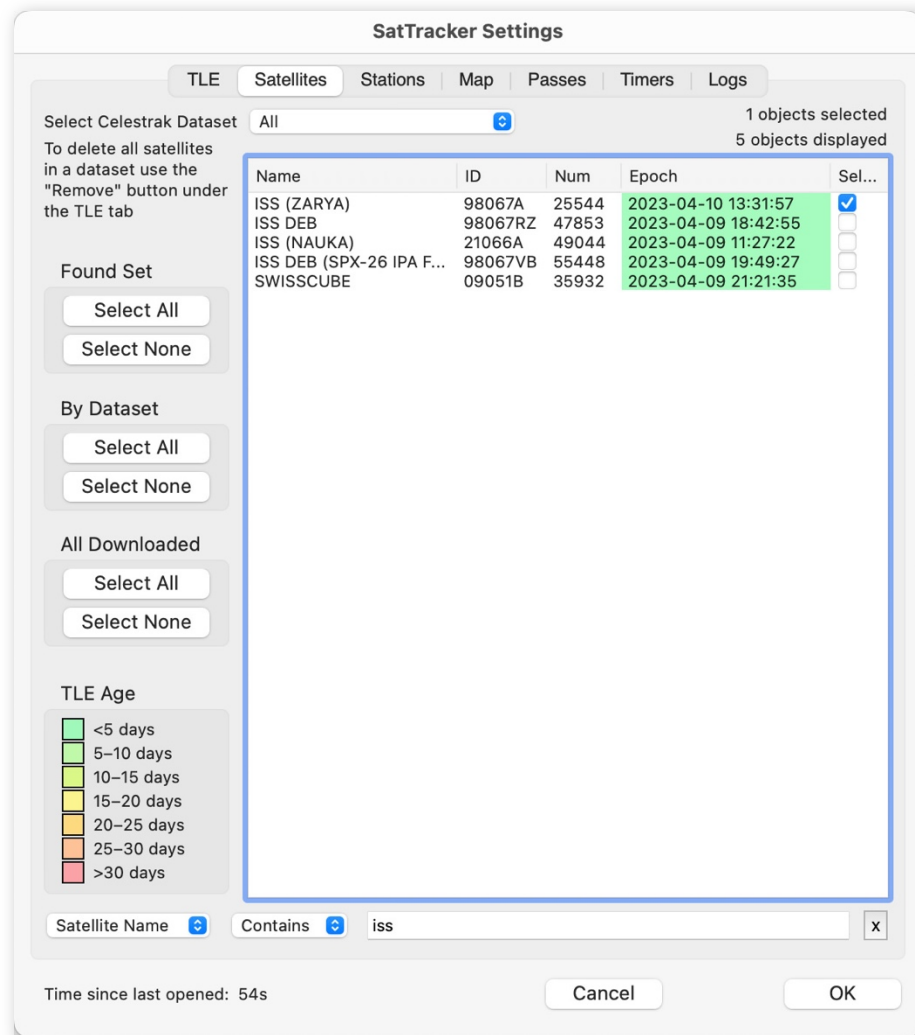 SatTracker Settings
TLE Satellites Stations Map Passes Timers Logs
Select Celestrak Dataset All
1 objects selected
5 objects displayed
To delete all satellites
in a dataset use the
"Remove" button under
the TLE tab
Name ID Num Epoch Sel...
ISS (ZARYA) 98067A 25544 2023-04-10 13:31:57
ISS DEB 98067RZ 47853 2023-04-09 18:42:55
ISS (NAUKA) 21066A 49044 2023-04-09 11:27:22
ISS DEB (SPX-26 IPA F... 98067VB 55448 2023-04-09 19:49:27
SWISSCUBE 09051B 35932 2023-04-09 21:21:35
Found Set
Select All
Select None
By Dataset
Select All
Select None
All Downloaded
Select All
Select None
TLE Age
<5 days
5–10 days
10–15 days
15–20 days
20–25 days
25–30 days
>30 days
Satellite Name Contains iss x
Time since last opened: 54s
Cancel OK